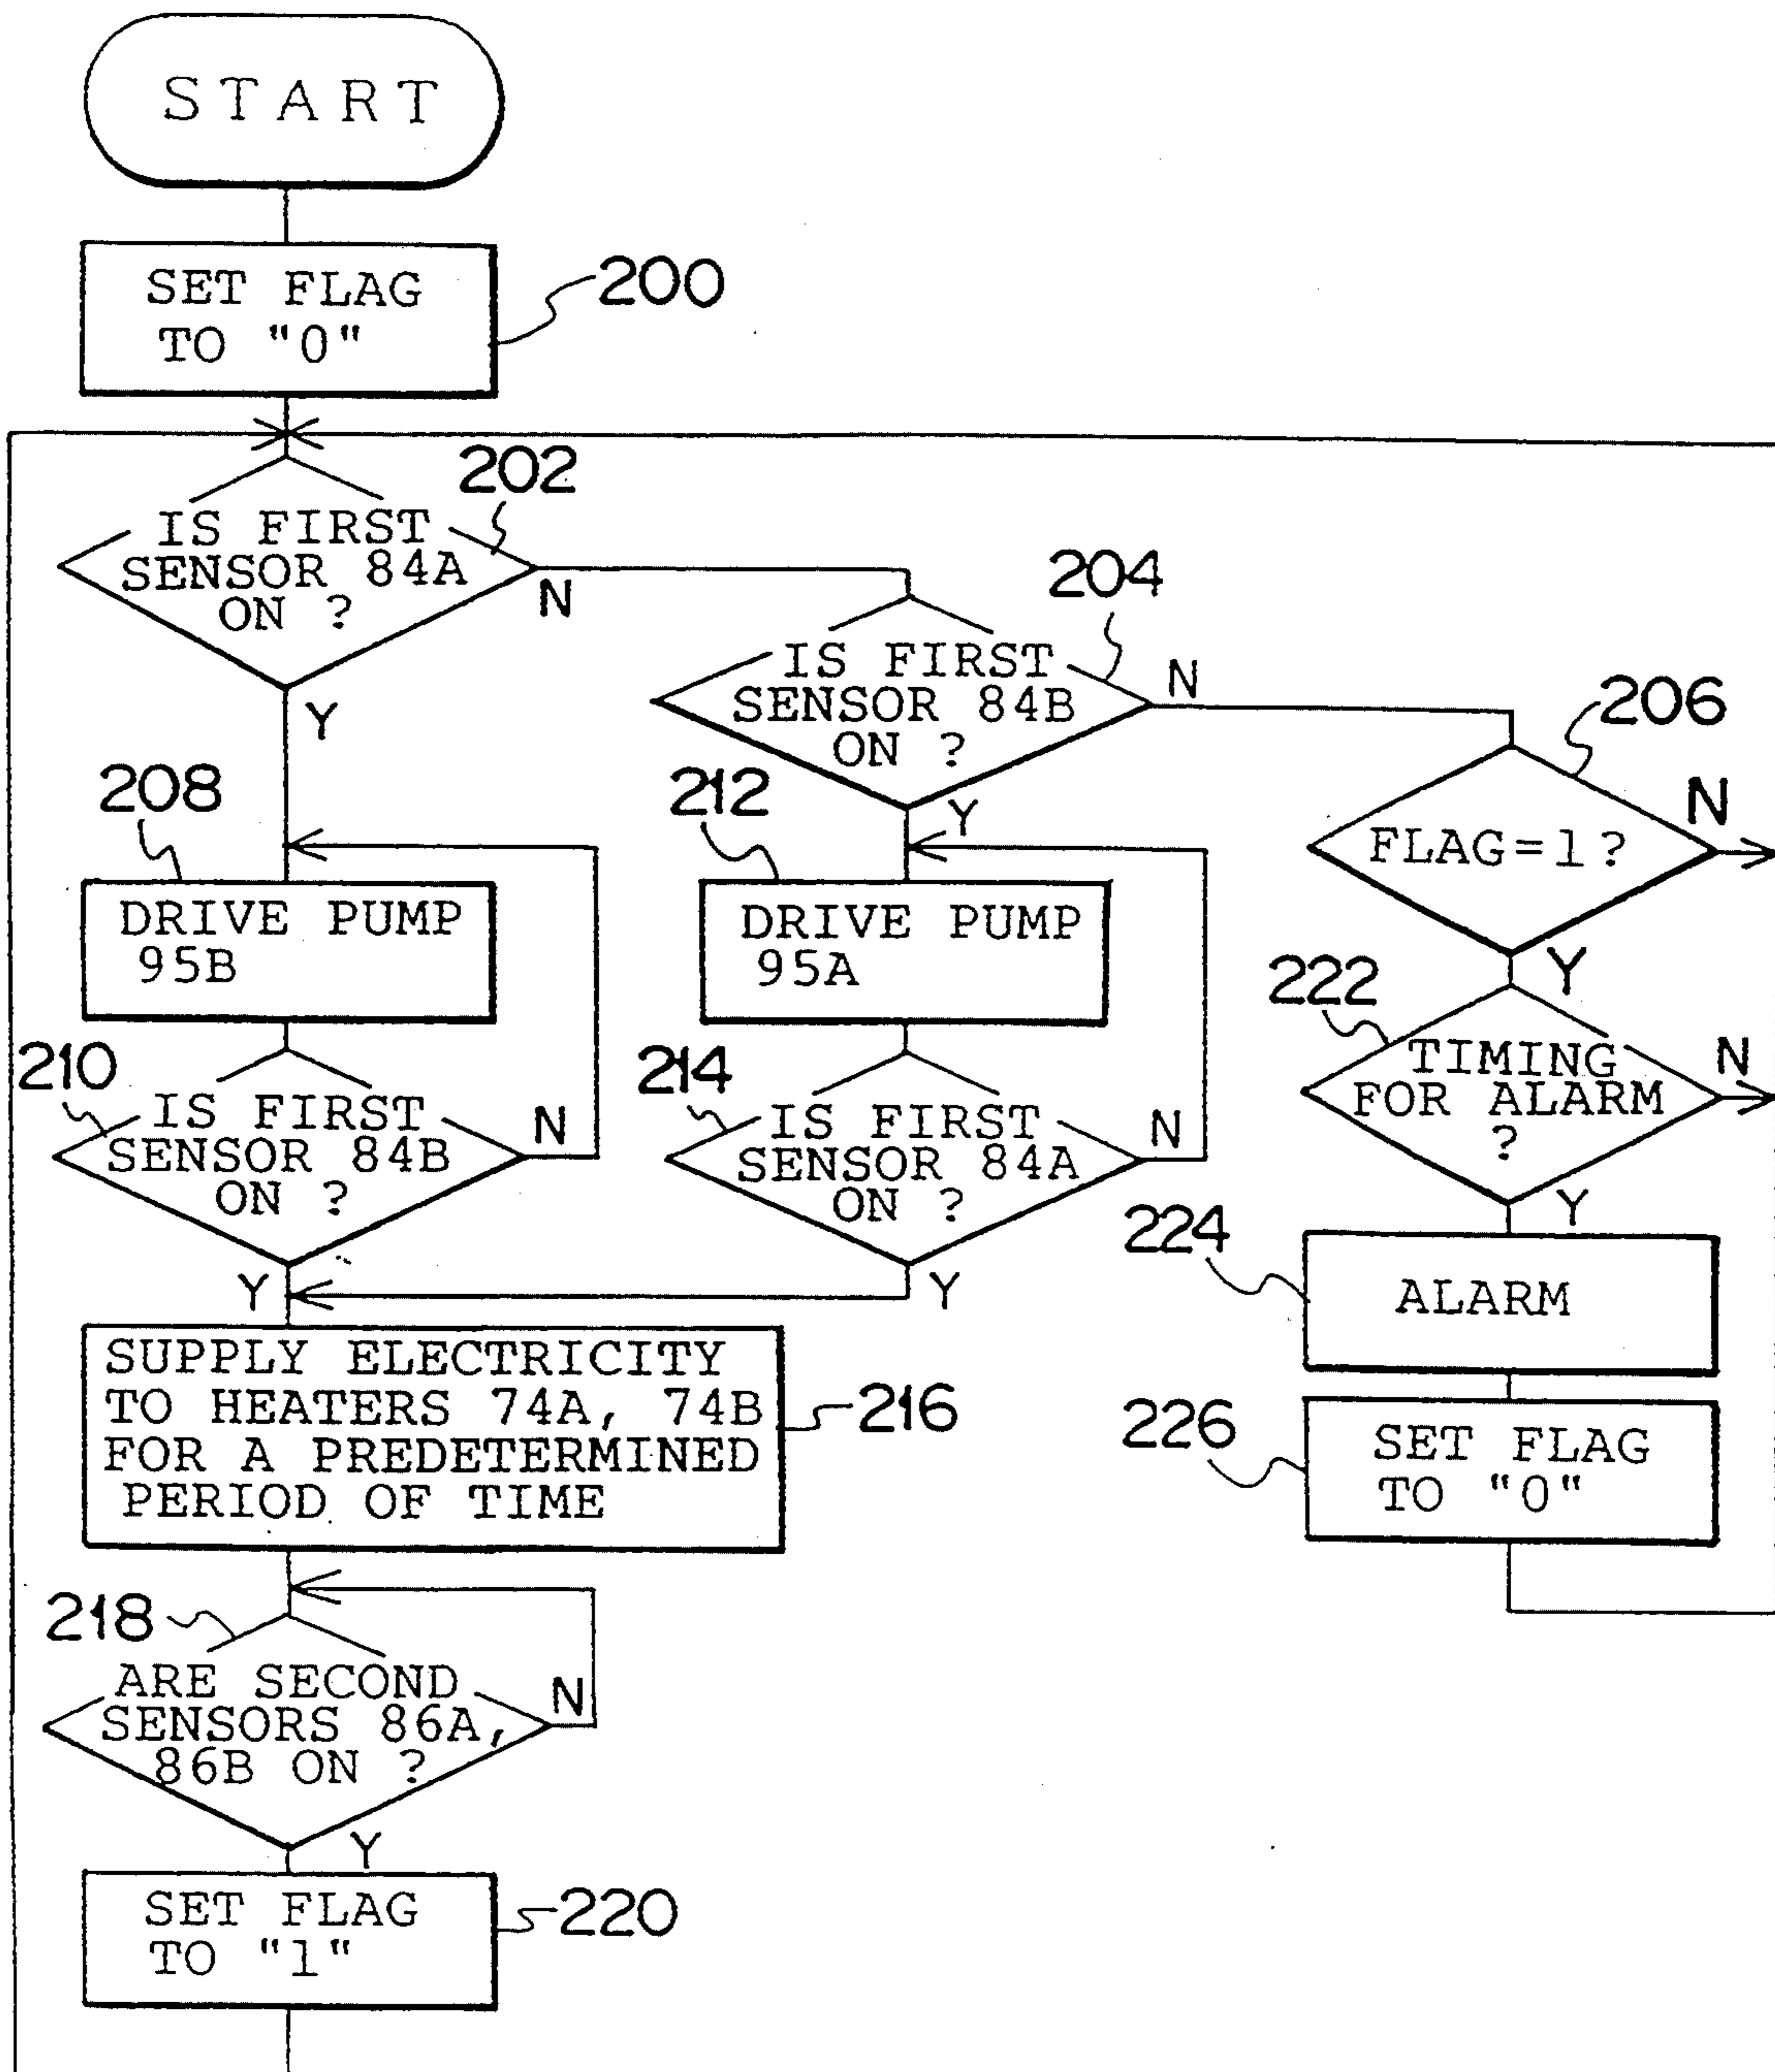 START
SET FLAG
TO "0"
200
202
IS FIRST
SENSOR 84A
ON ?
N
Y
204
IS FIRST
SENSOR 84B
ON ?
N
Y
206
FLAG=1?
N
Y
208
DRIVE PUMP
95B
212
DRIVE PUMP
95A
222
TIMING
FOR ALARM
?
N
Y
210
IS FIRST
SENSOR 84B
ON ?
N
Y
214
IS FIRST
SENSOR 84A
ON ?
N
Y
224
ALARM
216
SUPPLY ELECTRICITY
TO HEATERS 74A, 74B
FOR A PREDETERMINED
PERIOD OF TIME
226
SET FLAG
TO "0"
218
ARE SECOND
SENSORS 86A,
86B ON ?
N
Y
SET FLAG
TO "1"
220